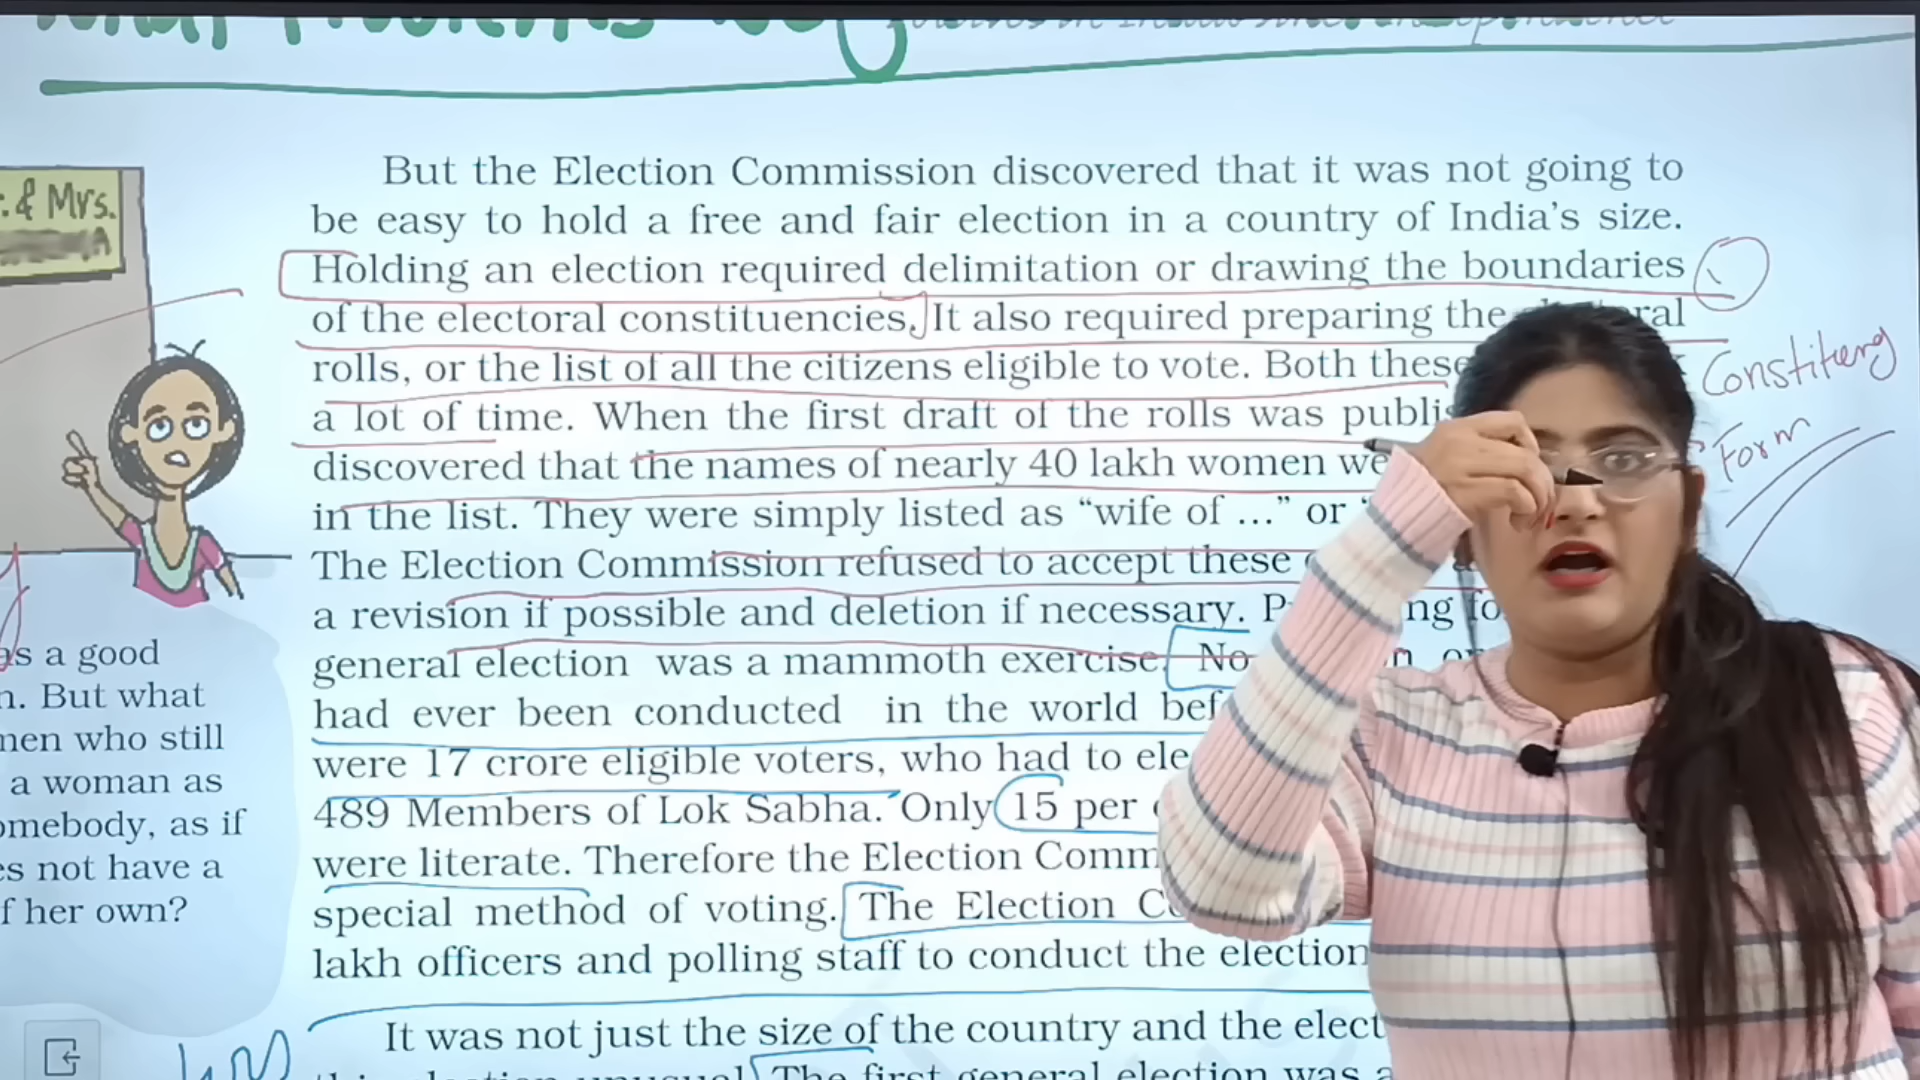 But the Election Commission discovered that it was not going to
be easy to hold a free and fair election in a country of India's size.
Holding an election required delimitation or drawing the boundaries
of the electoral constituencies. It also required preparing the
rolls, or the list of all the citizens eligible to vote. Both these
a lot of time. When the first draft of the rolls was publis
discovered that the names of nearly 40 lakh women we
in the list. They were simply listed as “wife of ...” or “
The Election Commission refused to accept these
a revision if possible and deletion if necessary. P ng fo
general election was a mammoth exercise. No
had ever been conducted in the world bef
were 17 crore eligible voters, who had to ele
489 Members of Lok Sabha. Only 15 per
were literate. Therefore the Election Comm
special method of voting. The Election C
lakh officers and polling staff to conduct the election
It was not just the size of the country and the elect
The first general election was a
& Mrs.
as a good
n. But what
men who still
a woman as
omebody, as if
es not have a
f her own?
Form